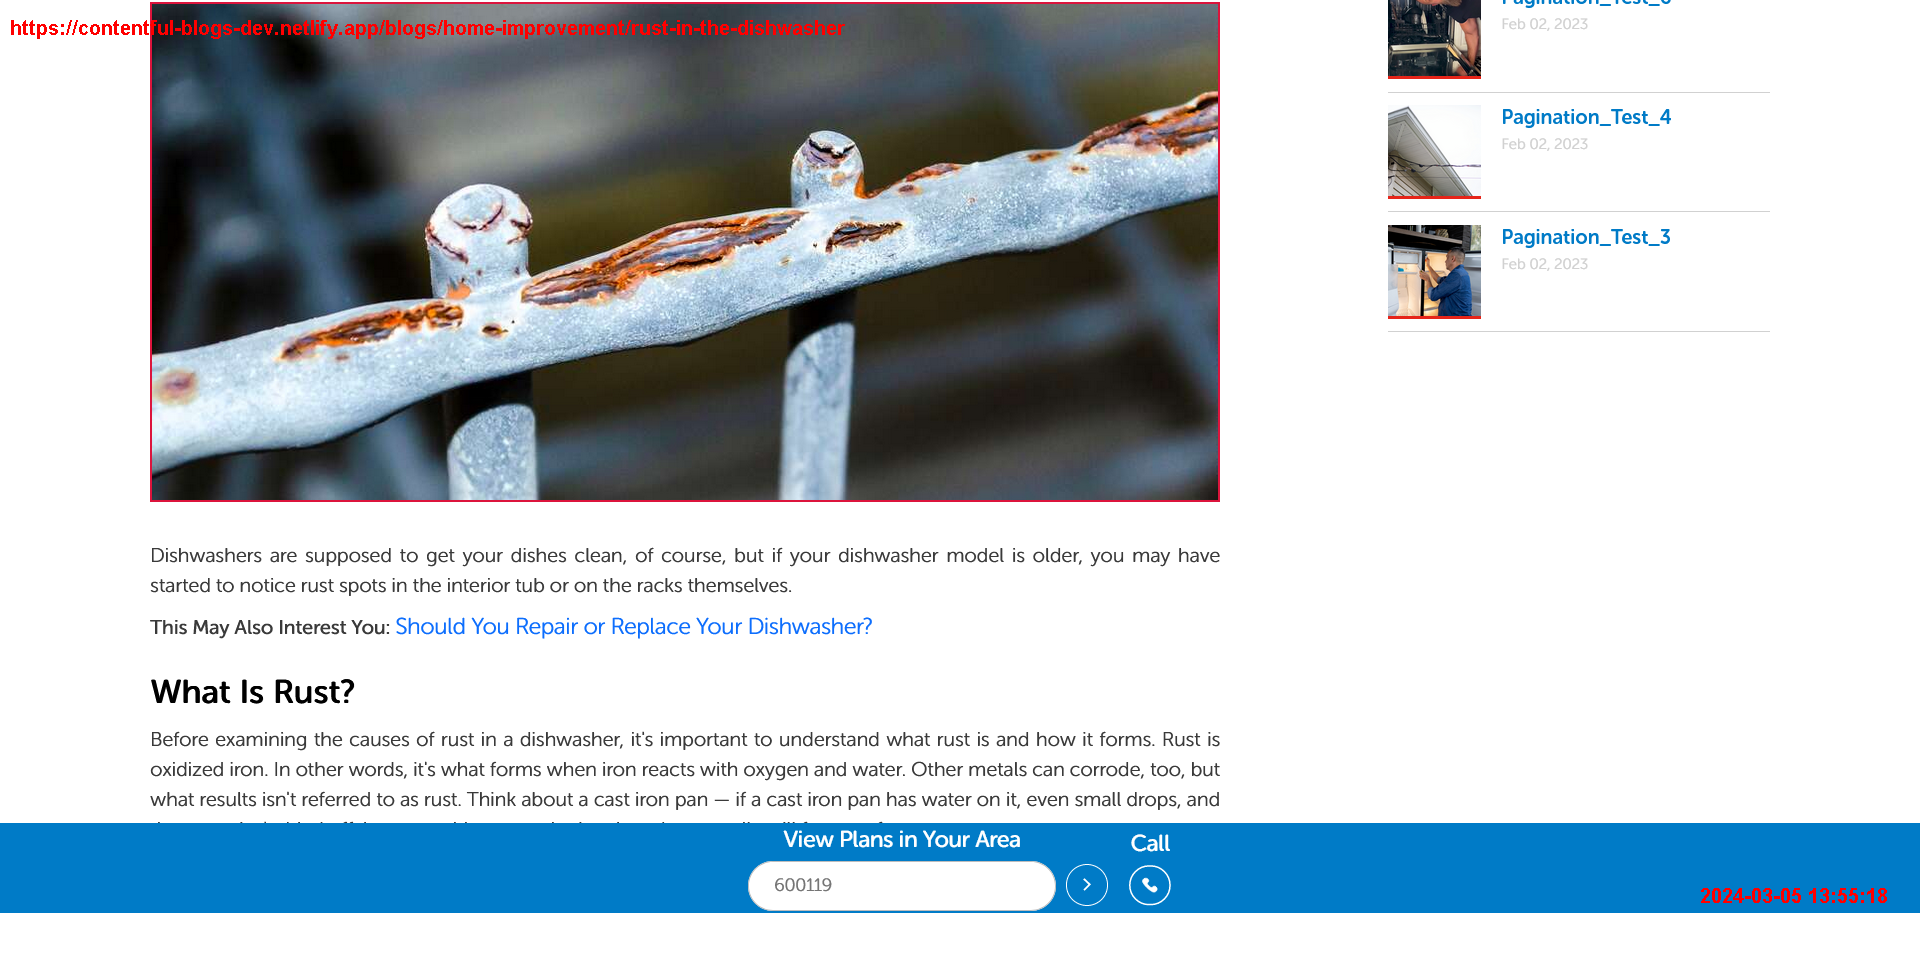 https://contentful-blogs-dev.netlify.app/blogs/home-improvement/rust-in-the-dishwasher
Feb 02, 2023
Pagination_Test_4
Feb 02, 2023
Pagination_Test_3
Feb 02, 2023
Dishwashers are supposed to get your dishes clean, of course, but if your dishwasher model is older, you may have
started to notice rust spots in the interior tub or on the racks themselves.
This May Also Interest You: Should You Repair or Replace Your Dishwasher?
What Is Rust?
Before examining the causes of rust in a dishwasher, it's important to understand what rust is and how it forms. Rust is
oxidized iron. In other words, it's what forms when iron reacts with oxygen and water. Other metals can corrode, too, but
what results isn't referred to as rust. Think about a cast iron pan — if a cast iron pan has water on it, even small drops, and
View Plans in Your Area
Call
600119
2024-03-05 13:55:18